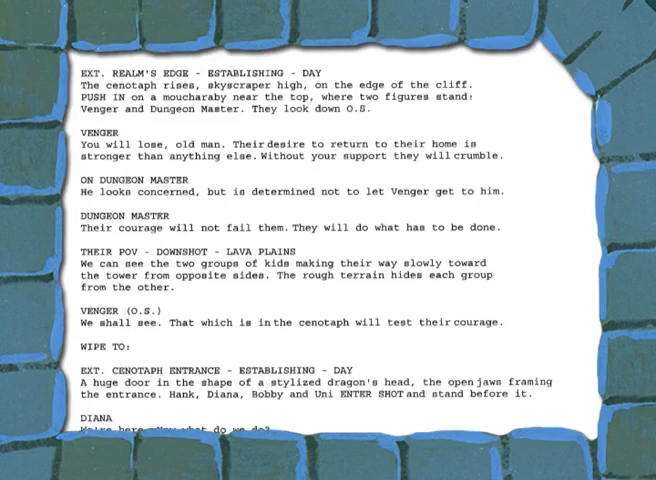 EXT. REALM'S EDGE - ESTABLISHING - DAY
The cenotaph rises, skyscraper high, on the edge of the cliff.
PUSH IN on a moucharaby near the top, where two figures stand:
Venger and Dungeon Master. They look down O.S.
VENGER
You will lose, old man. Their desire to return to their home is
stronger than anything else. Without your support they will crumble.
ON DUNGEON MASTER
He looks concerned, but is determined not to let Venger get to him.
DUNGEON MASTER
Their courage will not fail them. They will do what has to be done.
THEIR POV - DOWNSHOT - LAVA PLAINS
We can see the two groups of kids making their way slowly toward
the tower from opposite sides. The rough terrain hides each group
from the other.
VENGER (O.S.)
We shall see. That which is in the cenotaph will test their courage.
WIPE TO:
EXT. CENOTAPH ENTRANCE - ESTABLISHING - DAY
A huge door in the shape of a stylized dragon's head, the open jaws framing
the entrance. Hank, Diana, Bobby and Uni ENTER SHOT and stand before it.
DIANA
We're here. Now what do we do?